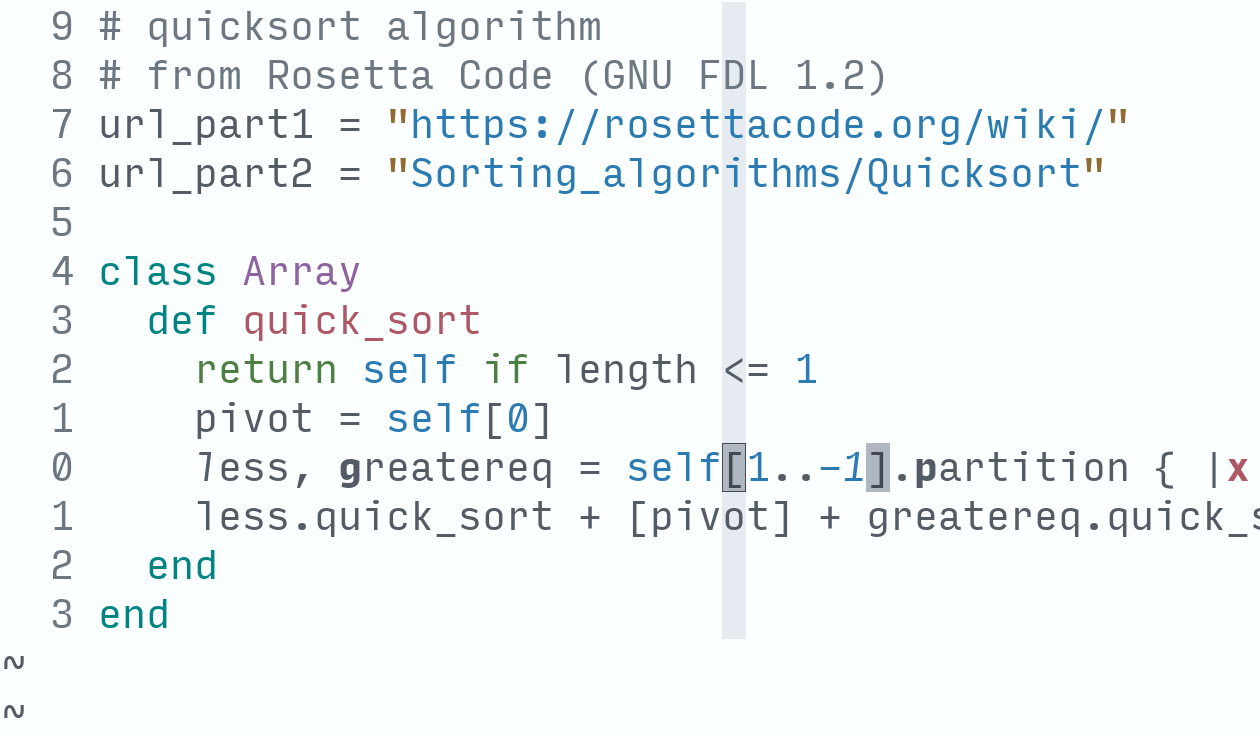 9 # quicksort algorithm
8 # from Rosetta Code (GNU FDL 1.2)
7 url_part1 = "https://rosettacode.org/wiki/"
6 url_part2 = "Sorting_algorithms/Quicksort"
5
4 class Array
3   def quick_sort
2     return self if length <= 1
1     pivot = self[0]
0     less, greatereq = self[1..-1].partition { |x
1     less.quick_sort + [pivot] + greatereq.quick_s
2   end
3 end
~
~